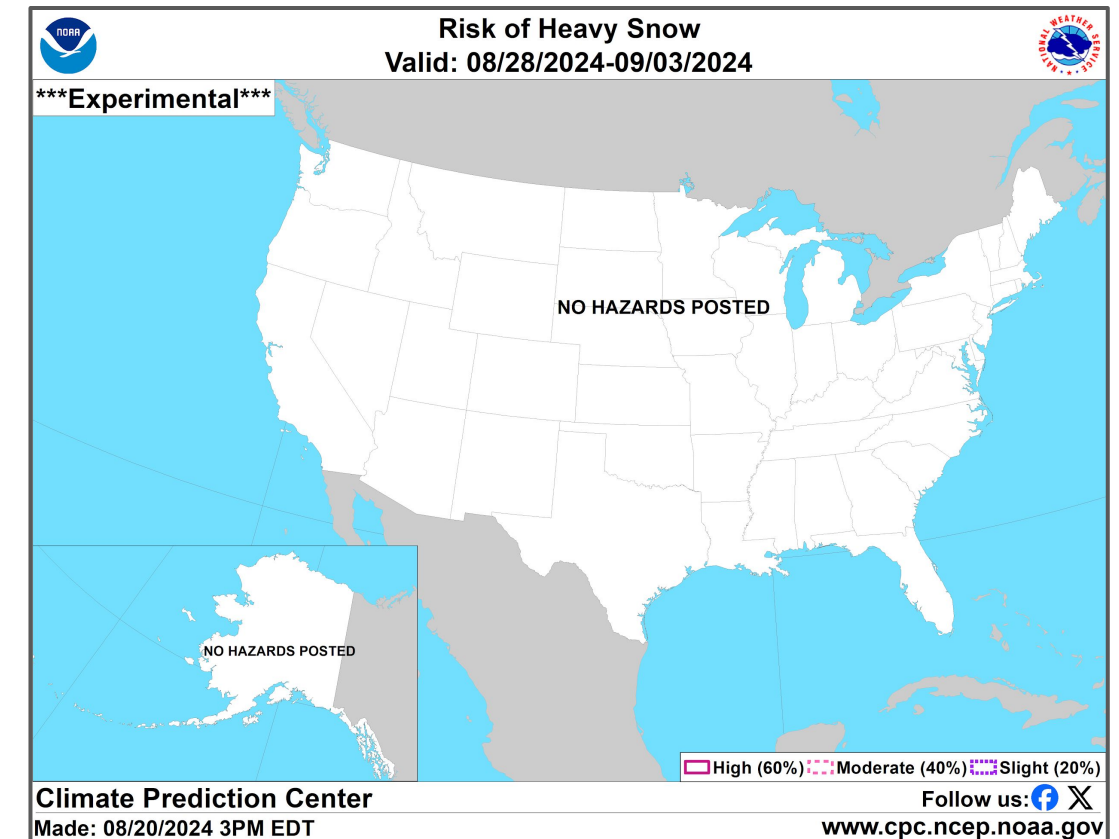 NOAA
Risk of Heavy Snow
Valid: 08/28/2024-09/03/2024
NATIONAL WEATHER SERVICE
***Experimental***
NO HAZARDS POSTED
NO HAZARDS POSTED
High (60%) Moderate (40%) Slight (20%)
Climate Prediction Center
Follow us:
Made: 08/20/2024 3PM EDT
www.cpc.ncep.noaa.gov